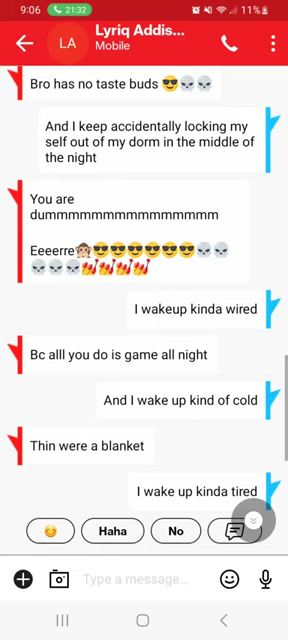 9:06 21:32 11%
LA Lyriq Addis...
Mobile
Bro has no taste buds 😎💀💀
And I keep accidentally locking my
self out of my dorm in the middle of
the night
You are
dummmmmmmmmmmmmmm
Eeeerre🙊😎😎😎😎😎😎💀💀
💀💀💀💅💅💅💅
I wakeup kinda wired
Bc alll you do is game all night
And I wake up kind of cold
Thin were a blanket
I wake up kinda tired
😊 Haha No
Type a message...